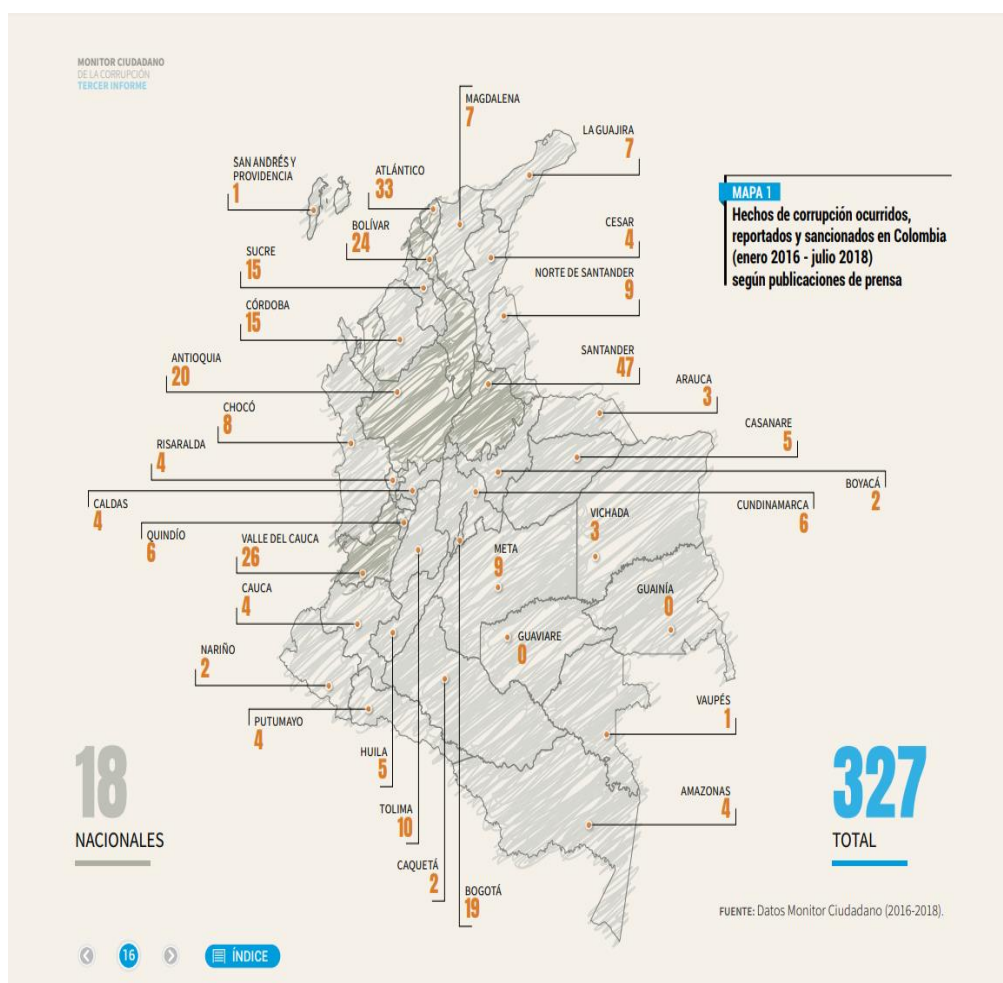 MONITOR CIUDADANO
DE LA CORRUPCIÓN
TERCER INFORME
MAGDALENA
7
LA GUAJIRA
7
SAN ANDRÉS Y
PROVIDENCIA
1
ATLÁNTICO
33
MAPA 1
Hechos de corrupción ocurridos,
reportados y sancionados en Colombia
(enero 2016 - julio 2018)
según publicaciones de prensa
BOLÍVAR
24
CESAR
4
SUCRE
15
NORTE DE SANTANDER
9
CÓRDOBA
15
SANTANDER
47
ANTIOQUIA
20
ARAUCA
3
CHOCÓ
8
CASANARE
5
RISARALDA
4
BOYACÁ
2
CALDAS
4
CUNDINAMARCA
6
QUINDÍO
6
VICHADA
3
VALLE DEL CAUCA
26
META
9
CAUCA
4
GUAINÍA
0
GUAVIARE
0
NARIÑO
2
VAUPÉS
1
PUTUMAYO
4
HUILA
5
AMAZONAS
4
TOLIMA
10
CAQUETÁ
2
BOGOTÁ
19
18
NACIONALES
327
TOTAL
FUENTE: Datos Monitor Ciudadano (2016-2018).
16
ÍNDICE